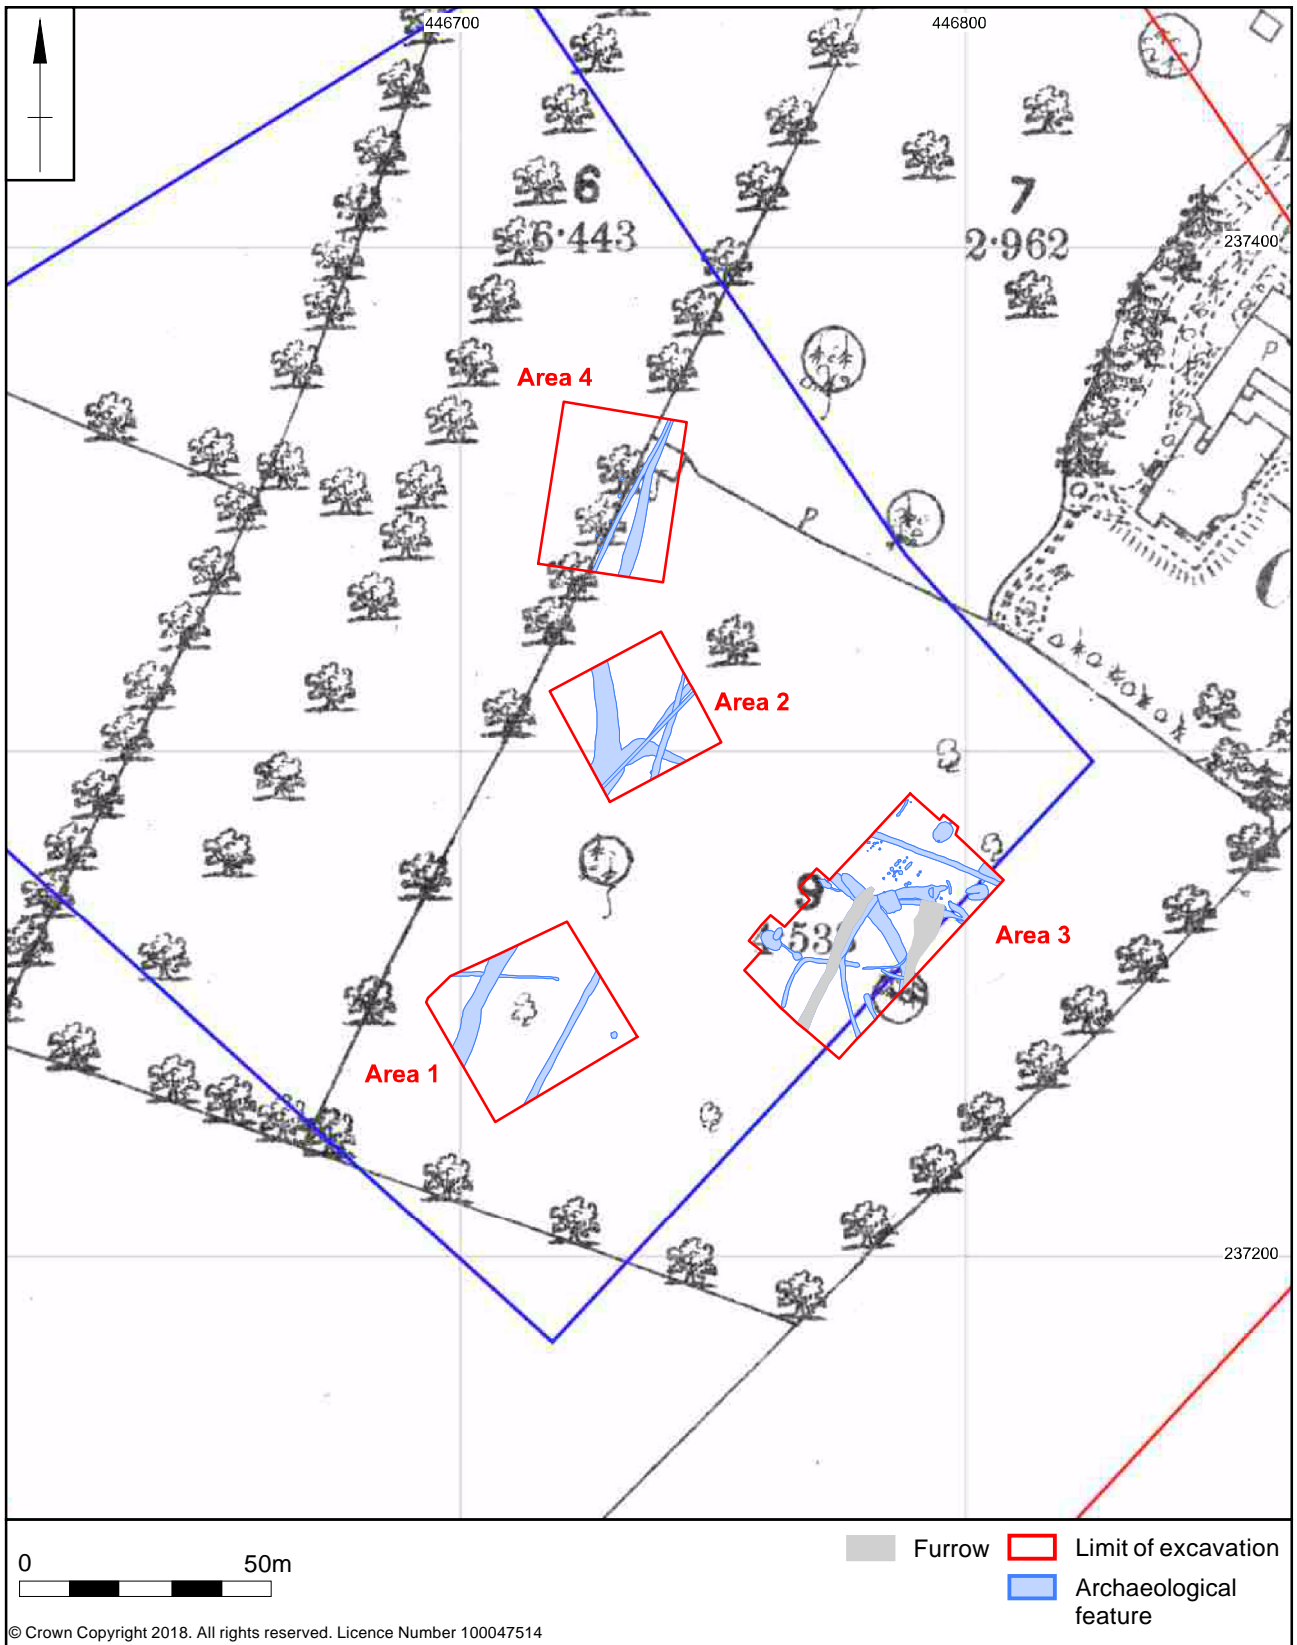 446700
446800
6
6·443
7
2·962
237400
P
Area 4
P
Area 2
9
Area 3
Area 1
237200
0 50m
Furrow
Limit of excavation
Archaeological
feature
© Crown Copyright 2018. All rights reserved. Licence Number 100047514